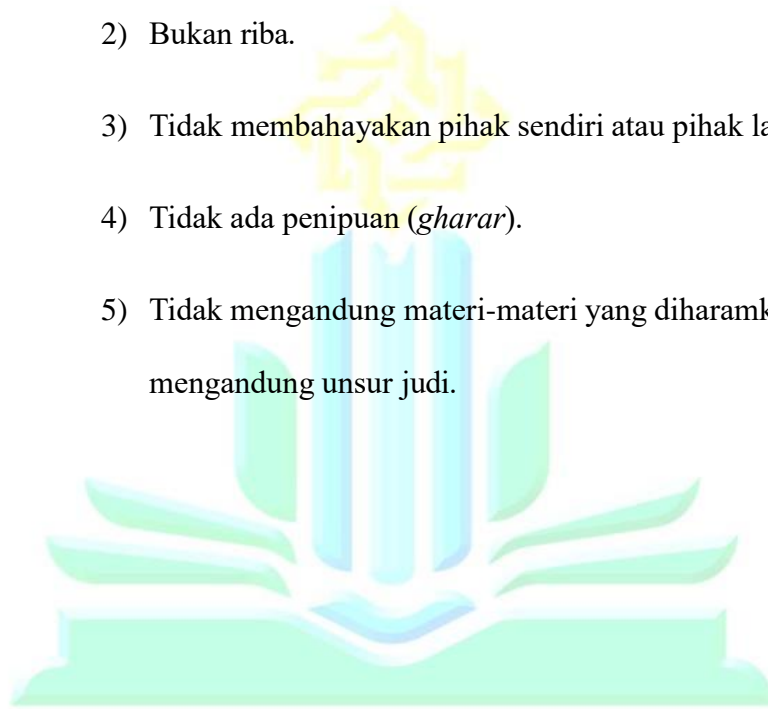 2) Bukan riba.
3) Tidak membahayakan pihak sendiri atau pihak
4) Tidak ada penipuan (gharar).
5) Tidak mengandung materi-materi yang
mengandung unsur judi.